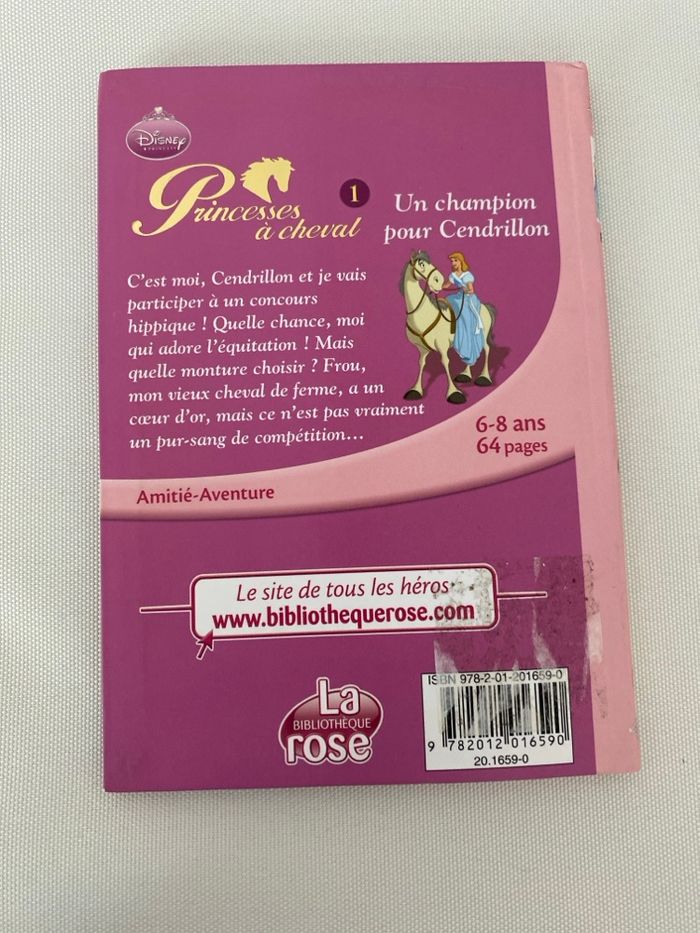 Disney
PRINCESSE
Princesses
à cheval
1
Un champion
pour Cendrillon
C'est moi, Cendrillon et je vais
participer à un concours
hippique ! Quelle chance, moi
qui adore l'équitation ! Mais
quelle monture choisir ? Frou,
mon vieux cheval de ferme, a un
cœur d'or, mais ce n'est pas vraiment
un pur-sang de compétition...
6-8 ans
64 pages
Amitié-Aventure
Le site de tous les héros
www.bibliothequerose.com
La
BIBLIOTHÈQUE
rose
ISBN 978-2-01-201659-0
9 782012 016590
20.1659-0